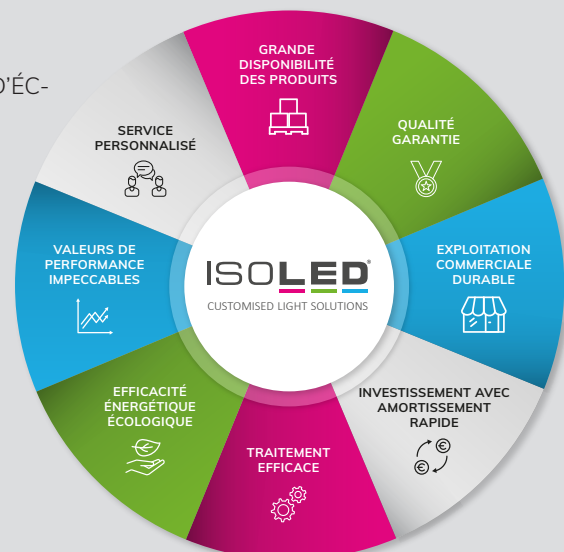 D'ÉC-
GRANDE
DISPONIBILITÉ
DES PRODUITS
QUALITÉ
GARANTIE
EXPLOITATION
COMMERCIALE
DURABLE
INVESTISSEMENT AVEC
AMORTISSEMENT
RAPIDE
TRAITEMENT
EFFICACE
EFFICACITÉ
ÉNERGÉTIQUE
ÉCOLOGIQUE
VALEURS DE
PERFORMANCE
IMPECCABLES
SERVICE
PERSONNALISÉ
ISOLED®
CUSTOMISED LIGHT SOLUTIONS